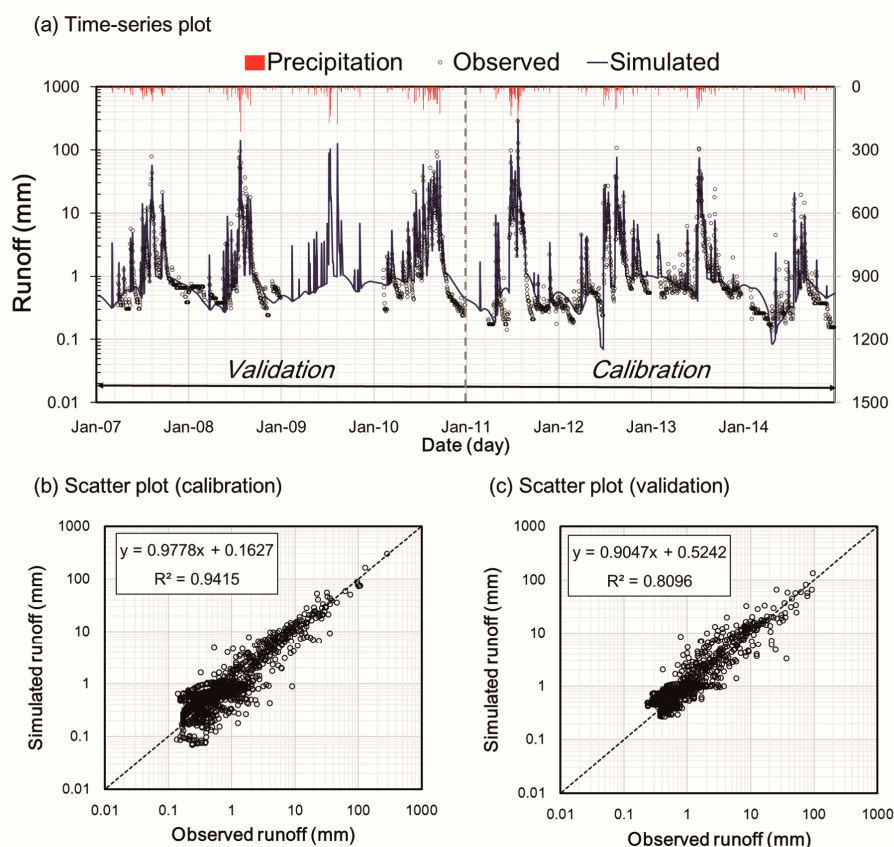 (a) Time-series plot
Precipitation Observed Simulated
1000 0
100 300
10 600
1 900
0.1 1200
0.01 1500
Runoff (mm)
Validation Calibration
Jan-07 Jan-08 Jan-09 Jan-10 Jan-11 Jan-12 Jan-13 Jan-14
Date (day)
(b) Scatter plot (calibration)
1000
100
10
1
0.1
0.01
Simulated runoff (mm)
y = 0.9778x + 0.1627
R² = 0.9415
0.01 0.1 1 10 100 1000
Observed runoff (mm)
(c) Scatter plot (validation)
1000
100
10
1
0.1
0.01
Simulated runoff (mm)
y = 0.9047x + 0.5242
R² = 0.8096
0.01 0.1 1 10 100 1000
Observed runoff (mm)